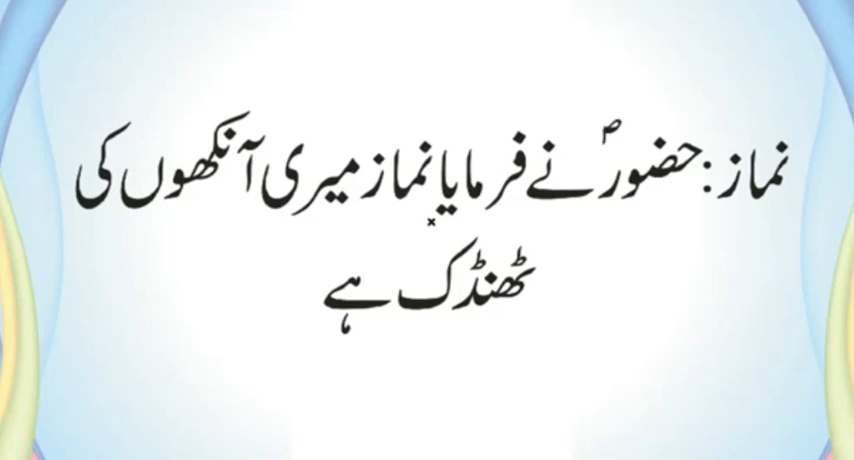 نماز: حضورؐ نے فرمایا نماز میری آنکھوں کی
ٹھنڈک ہے